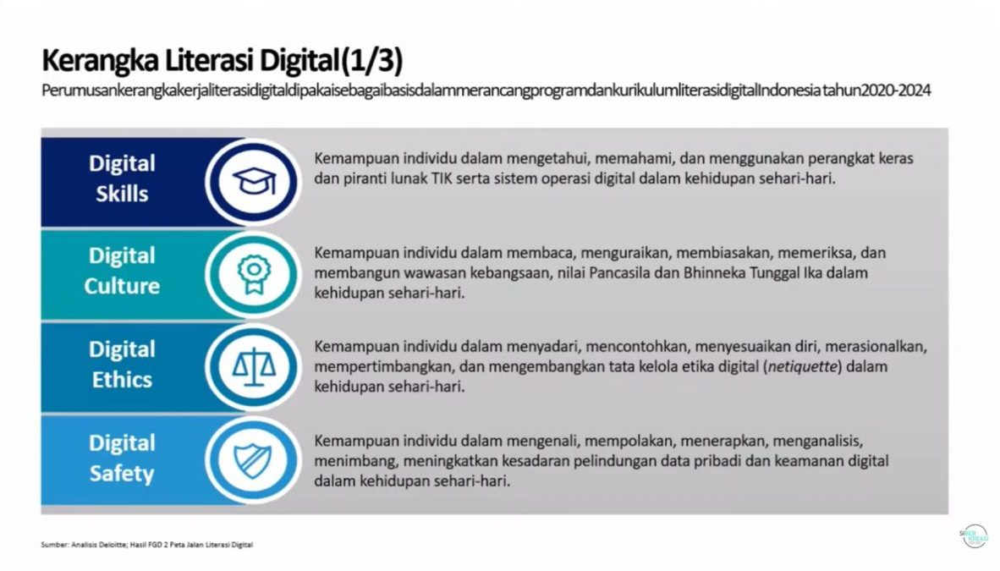 Kerangka Literasi Digital(1/3)
PerumusankerangkakerjaliterasidigitaldipakaisebagaibasisdalammerancangprogramdankurikulumliterasidigitalIndonesia tahun2020-2024
Digital
Skills
Kemampuan individu dalam mengetahui, memahami, dan menggunakan perangkat keras
dan piranti lunak TIK serta sistem operasi digital dalam kehidupan sehari-hari.
Digital
Culture
Kemampuan individu dalam membaca, menguraikan, membiasakan, memeriksa, dan
membangun wawasan kebangsaan, nilai Pancasila dan Bhinneka Tunggal Ika dalam
kehidupan sehari-hari.
Digital
Ethics
Kemampuan individu dalam menyadari, mencontohkan, menyesuaikan diri, merasionalkan,
mempertimbangkan, dan mengembangkan tata kelola etika digital (netiquette) dalam
kehidupan sehari-hari.
Digital
Safety
Kemampuan individu dalam mengenali, mempolakan, menerapkan, menganalisis,
menimbang, meningkatkan kesadaran pelindungan data pribadi dan keamanan digital
dalam kehidupan sehari-hari.
Sumber: Analisis Deloitte; Hasil FGD 2 Peta Jalan Literasi Digital
SIBER
KREASI